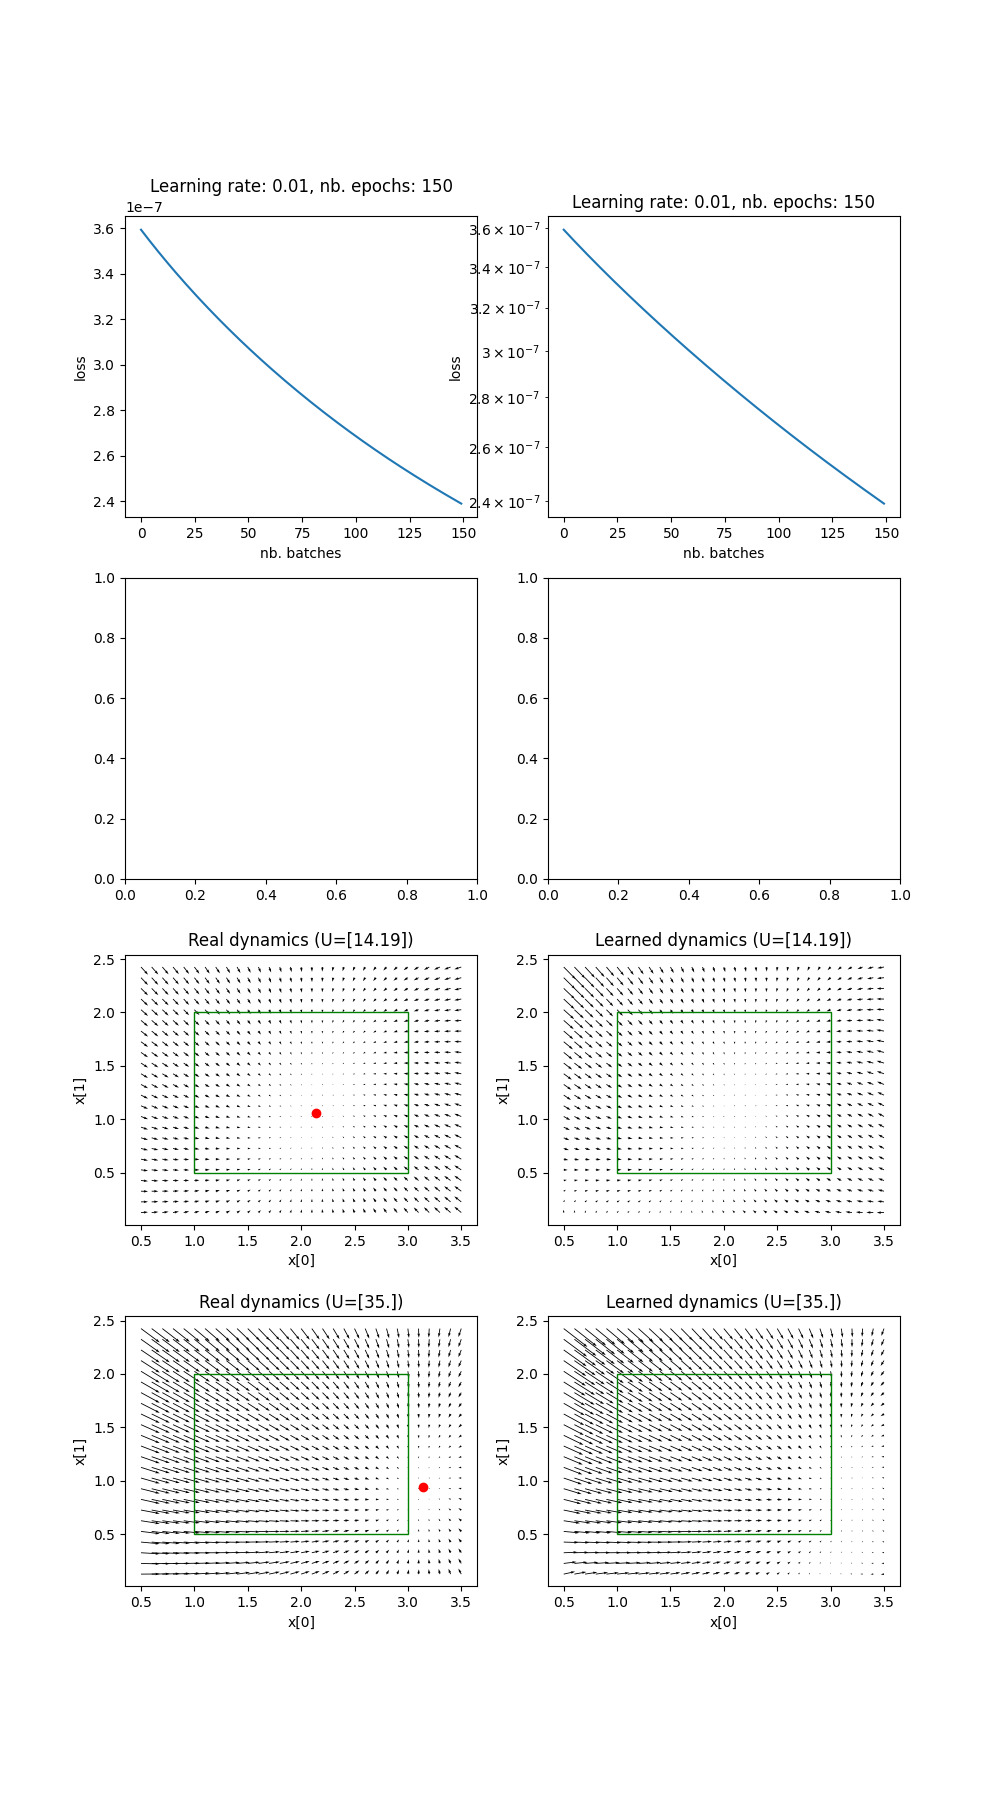 Learning rate: 0.01, nb. epochs: 150
1e−7
3.6
3.4
3.2
3.0
2.8
2.6
2.4
loss
0 25 50 75 100 125 150
nb. batches
Learning rate: 0.01, nb. epochs: 150
3.6 × 10⁻⁷
3.4 × 10⁻⁷
3.2 × 10⁻⁷
3 × 10⁻⁷
2.8 × 10⁻⁷
2.6 × 10⁻⁷
2.4 × 10⁻⁷
loss
0 25 50 75 100 125 150
nb. batches
1.0
0.8
0.6
0.4
0.2
0.0
0.0 0.2 0.4 0.6 0.8 1.0
1.0
0.8
0.6
0.4
0.2
0.0
0.0 0.2 0.4 0.6 0.8 1.0
Real dynamics (U=[14.19])
2.5
2.0
1.5
1.0
0.5
x[1]
0.5 1.0 1.5 2.0 2.5 3.0 3.5
x[0]
Learned dynamics (U=[14.19])
2.5
2.0
1.5
1.0
0.5
x[1]
0.5 1.0 1.5 2.0 2.5 3.0 3.5
x[0]
Real dynamics (U=[35.])
2.5
2.0
1.5
1.0
0.5
x[1]
0.5 1.0 1.5 2.0 2.5 3.0 3.5
x[0]
Learned dynamics (U=[35.])
2.5
2.0
1.5
1.0
0.5
x[1]
0.5 1.0 1.5 2.0 2.5 3.0 3.5
x[0]